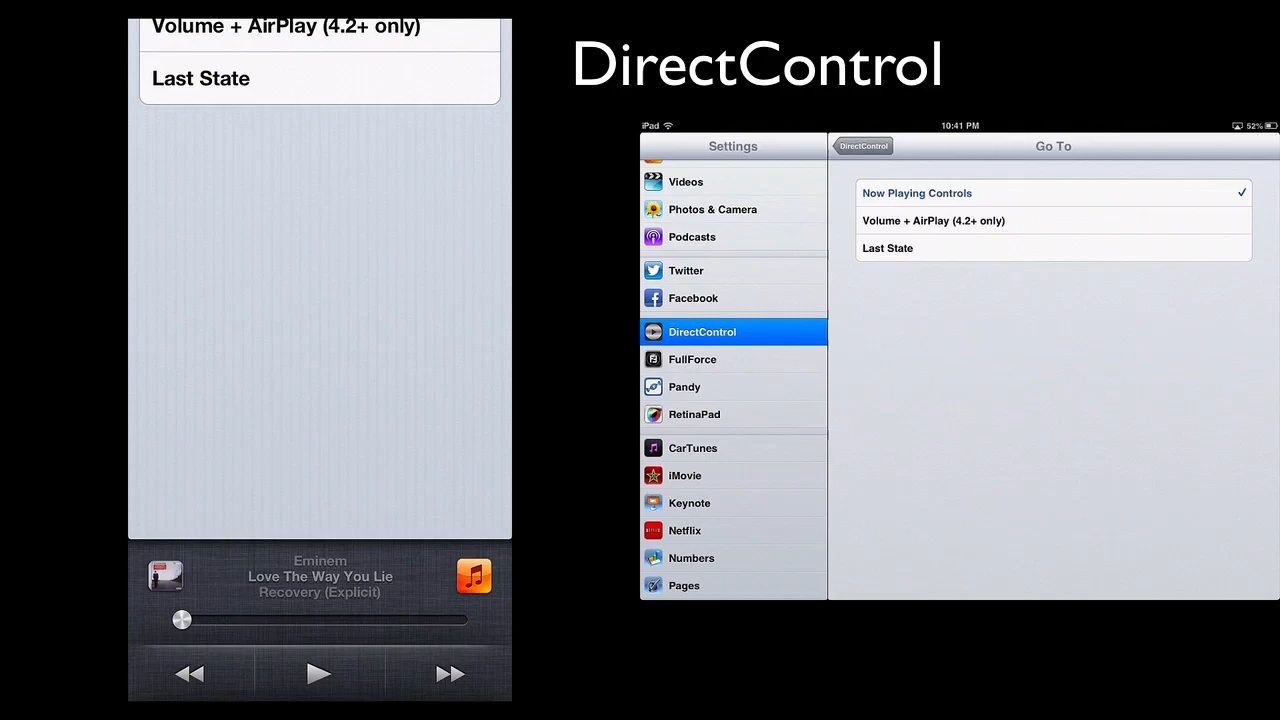 Volume + AirPlay (4.2+ only)
Last State
Eminem
Love The Way You Lie
Recovery (Explicit)
DirectControl
iPad
10:41 PM
52%
Settings
DirectControl
Go To
Videos
Photos & Camera
Podcasts
Twitter
Facebook
DirectControl
FullForce
Pandy
RetinaPad
CarTunes
iMovie
Keynote
Netflix
Numbers
Pages
Now Playing Controls
Volume + AirPlay (4.2+ only)
Last State